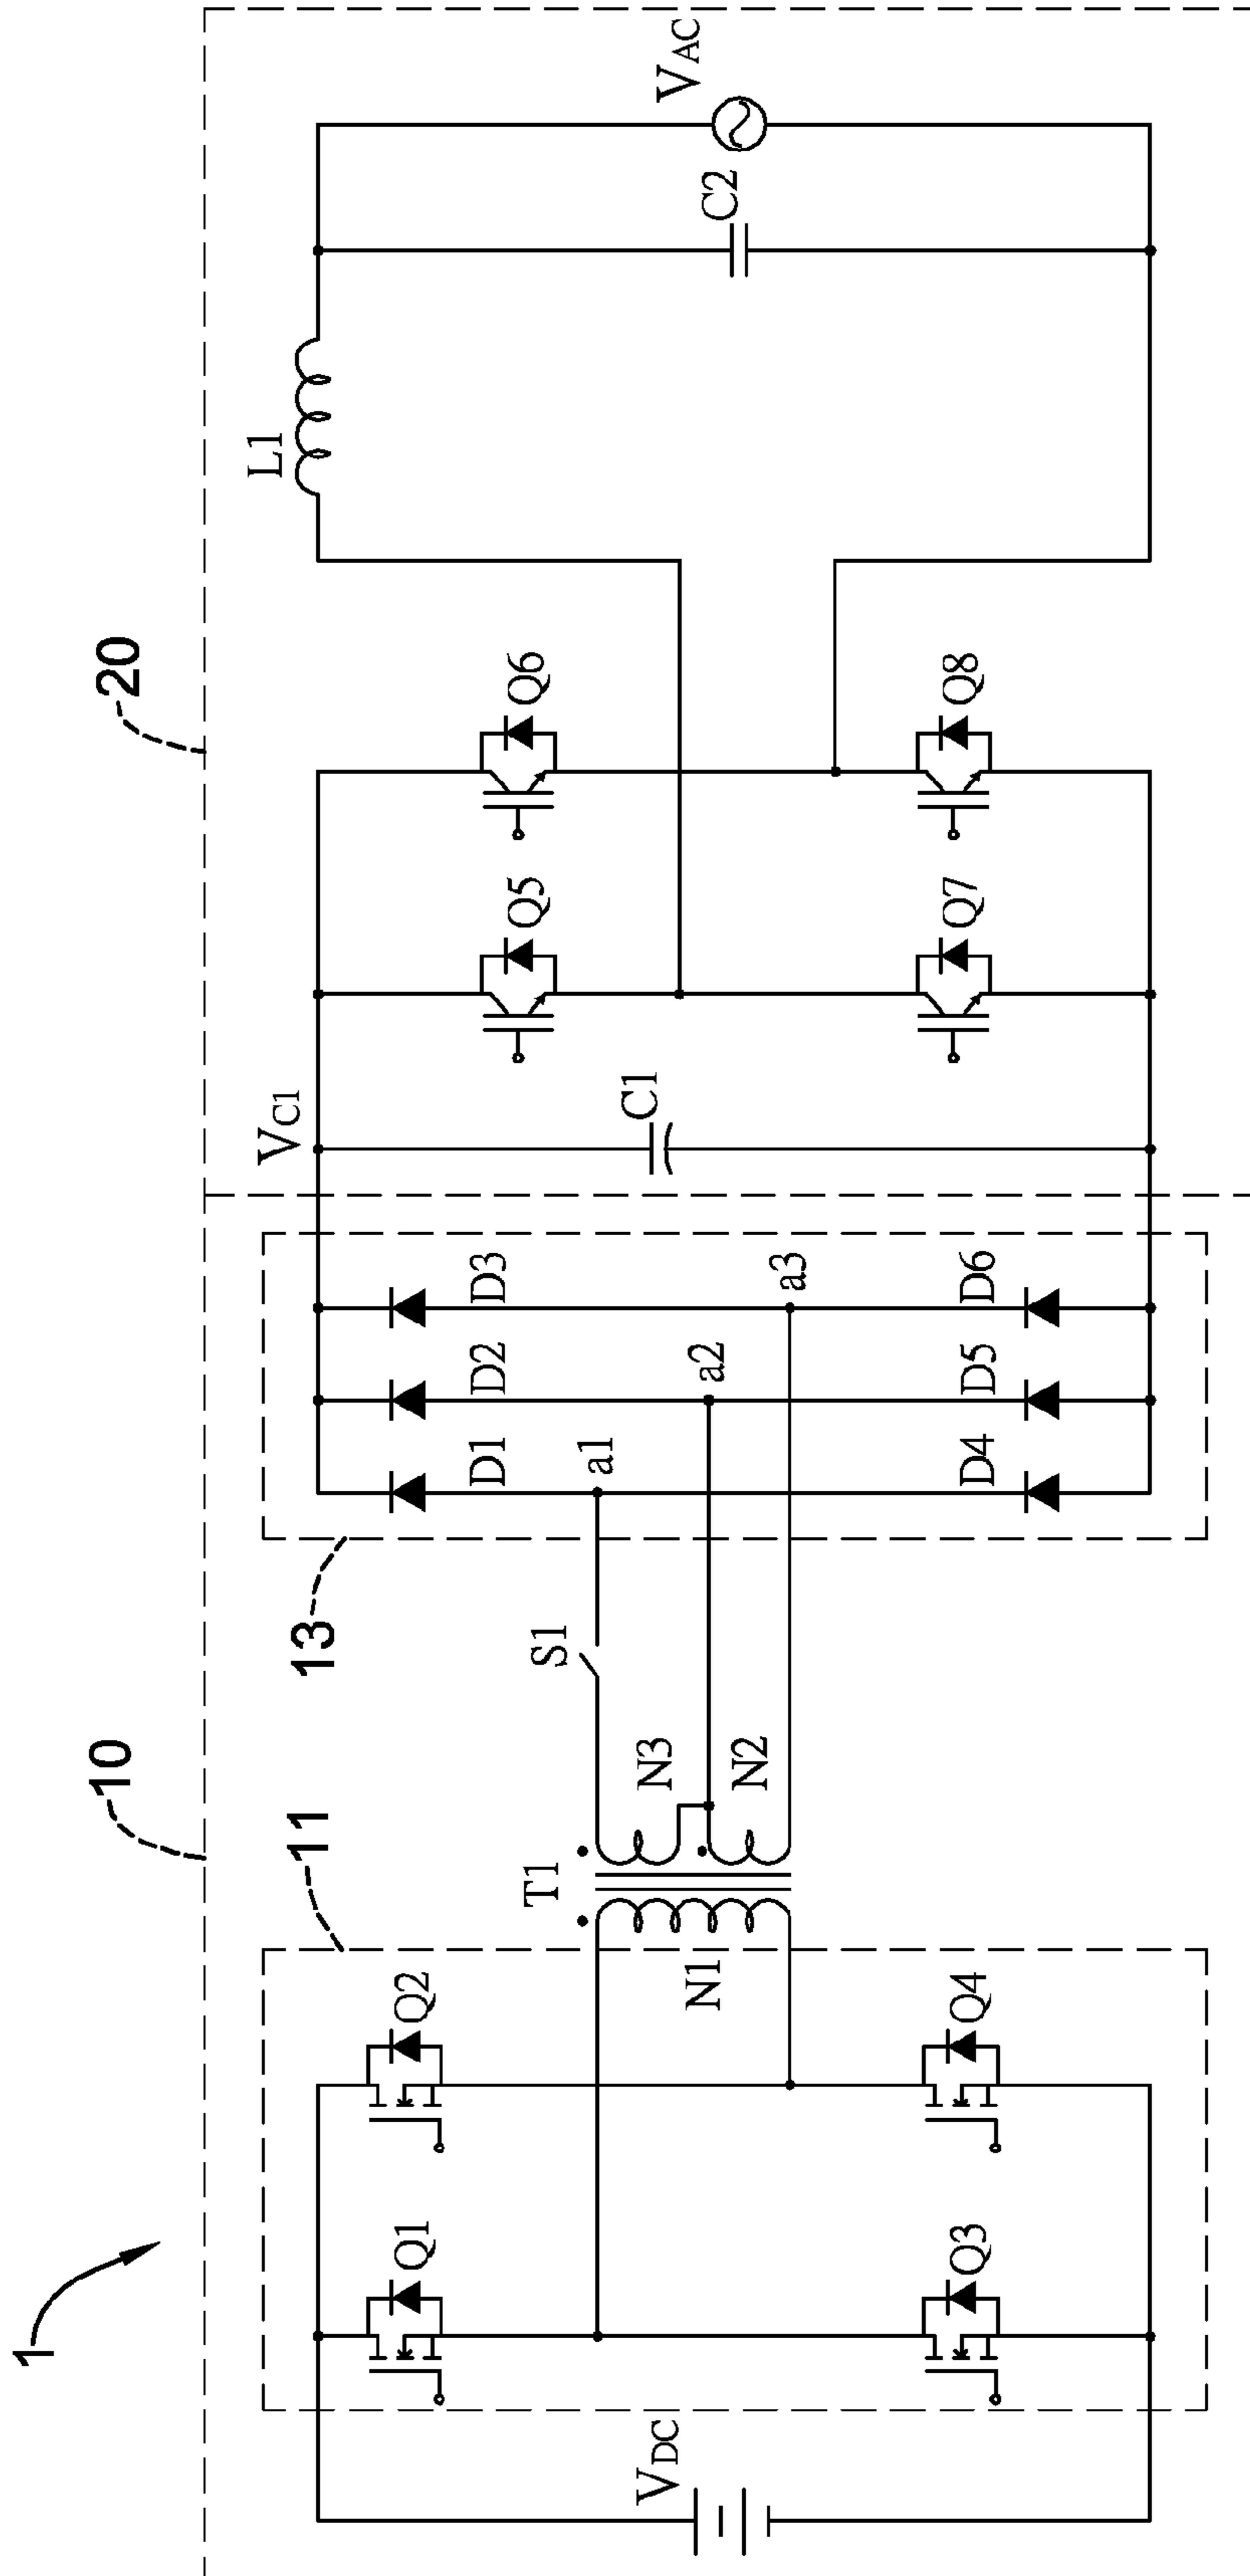 1
10
20
11
13
VDC
Q1
Q2
Q3
Q4
N1
T1
N3
N2
S1
a1
a2
a3
D1
D2
D3
D4
D5
D6
VC1
C1
Q5
Q6
Q7
Q8
L1
C2
VAC